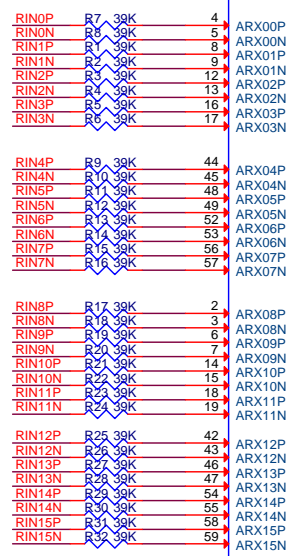 RIN0P R7 39K 4 ARX00P
RIN0N R8 39K 5 ARX00N
RIN1P R1 39K 8 ARX01P
RIN1N R2 39K 9 ARX01N
RIN2P R3 39K 12 ARX02P
RIN2N R4 39K 13 ARX02N
RIN3P R5 39K 16 ARX03P
RIN3N R6 39K 17 ARX03N
RIN4P R9 39K 44 ARX04P
RIN4N R10 39K 45 ARX04N
RIN5P R11 39K 48 ARX05P
RIN5N R12 39K 49 ARX05N
RIN6P R13 39K 52 ARX06P
RIN6N R14 39K 53 ARX06N
RIN7P R15 39K 56 ARX07P
RIN7N R16 39K 57 ARX07N
RIN8P R17 39K 2 ARX08P
RIN8N R18 39K 3 ARX08N
RIN9P R19 39K 6 ARX09P
RIN9N R20 39K 7 ARX09N
RIN10P R21 39K 14 ARX10P
RIN10N R22 39K 15 ARX10N
RIN11P R23 39K 18 ARX11P
RIN11N R24 39K 19 ARX11N
RIN12P R25 39K 42 ARX12P
RIN12N R26 39K 43 ARX12N
RIN13P R27 39K 46 ARX13P
RIN13N R28 39K 47 ARX13N
RIN14P R29 39K 54 ARX14P
RIN14N R30 39K 55 ARX14N
RIN15P R31 39K 58 ARX15P
RIN15N R32 39K 59 ARX15N